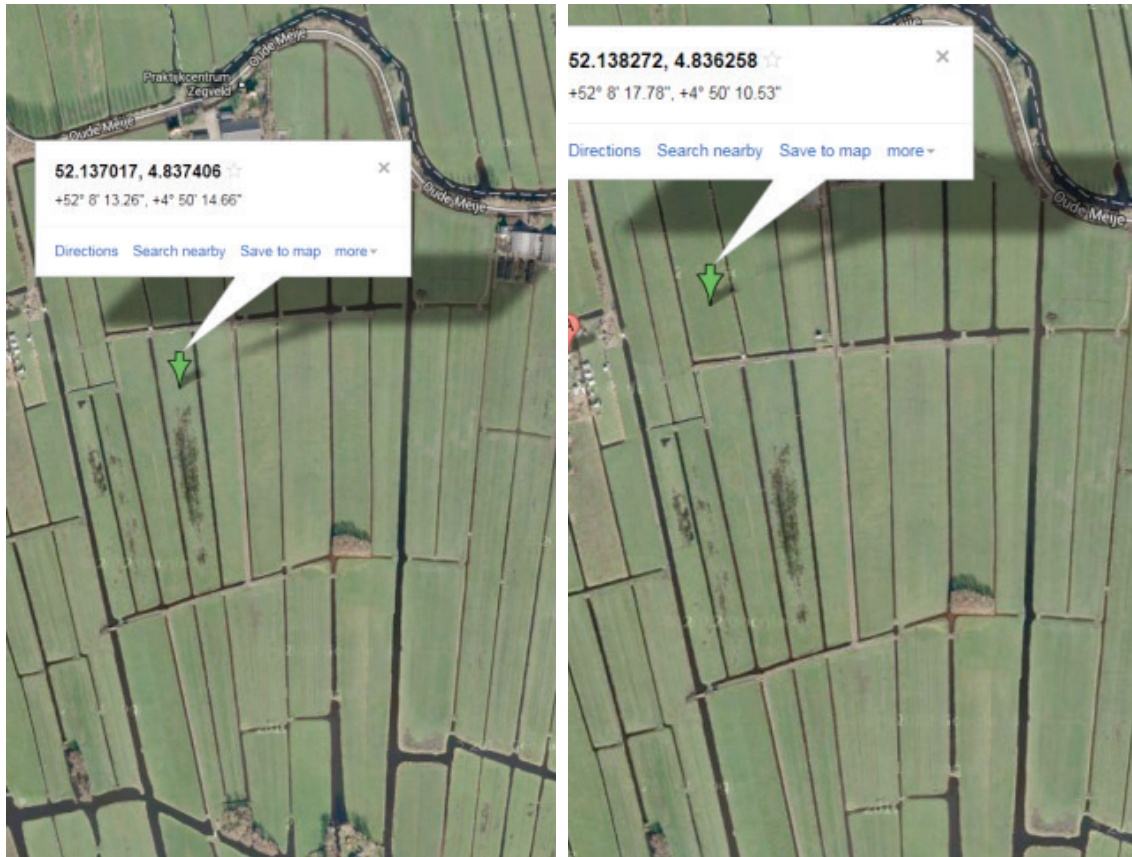 Oude Meije
Praktijkcentrum
Zegveld
Oude Meije
52.137017, 4.837406
+52° 8' 13.26", +4° 50' 14.66"
Directions Search nearby Save to map more
Oude Meije
52.138272, 4.836258
+52° 8' 17.78", +4° 50' 10.53"
Directions Search nearby Save to map more
Oude Meije